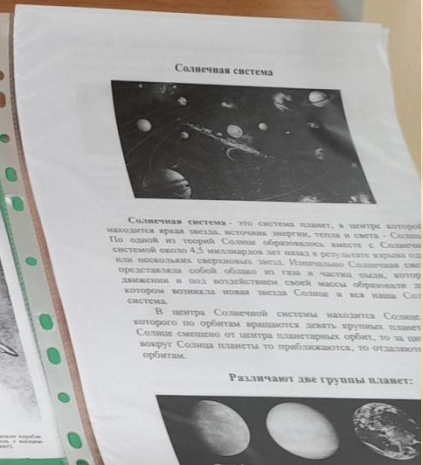 Солнечная система
Солнечная система - это система планет, в центре которой
находится яркая звезда, источник энергии, тепла и света - Солнце
По одной из теорий Солнце образовалось вместе с Солнечной
системой около 4,5 миллиардов лет назад в результате взрыва
или нескольких сверхновых звезд. Изначально Солнечная
представляла собой облако из газа и частиц пыли,
движении и под воздействием своей массы образовали
котором возникла новая звезда Солнце и вся наша
система.
В центра Солнечной системы находится Солнце
которого по орбитам вращаются девять крупных
Солнце смещено от центра планетарных орбит, то за
вокруг Солнца планеты то приближаются, то
орбитам.
Различают две группы планет: